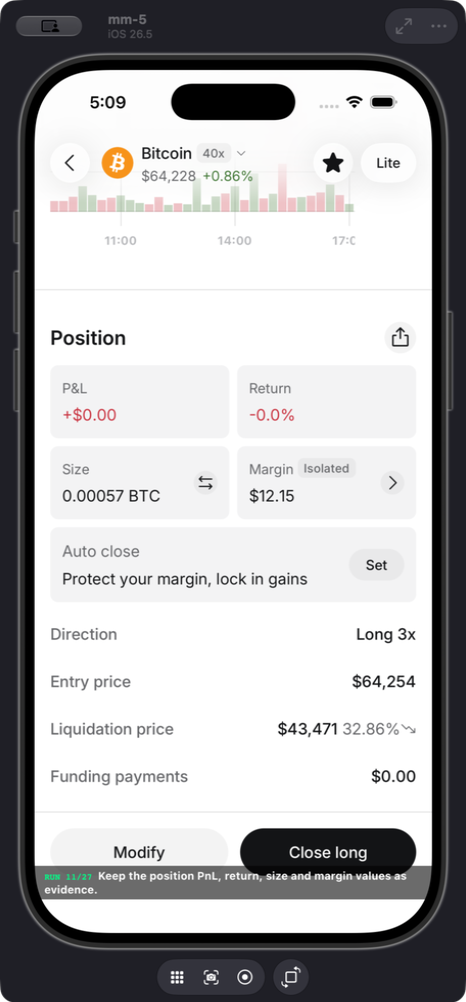 mm-5
iOS 26.5
5:09
Bitcoin 40x
$64,228 +0.86%
Lite
11:00 14:00 17:0
Position
P&L
+$0.00
Return
-0.0%
Size
0.00057 BTC
Margin Isolated
$12.15
Auto close
Protect your margin, lock in gains
Set
Direction Long 3x
Entry price $64,254
Liquidation price $43,471 32.86%
Funding payments $0.00
Modify Close long
RUN 11/27 Keep the position PnL, return, size and margin values as
evidence.